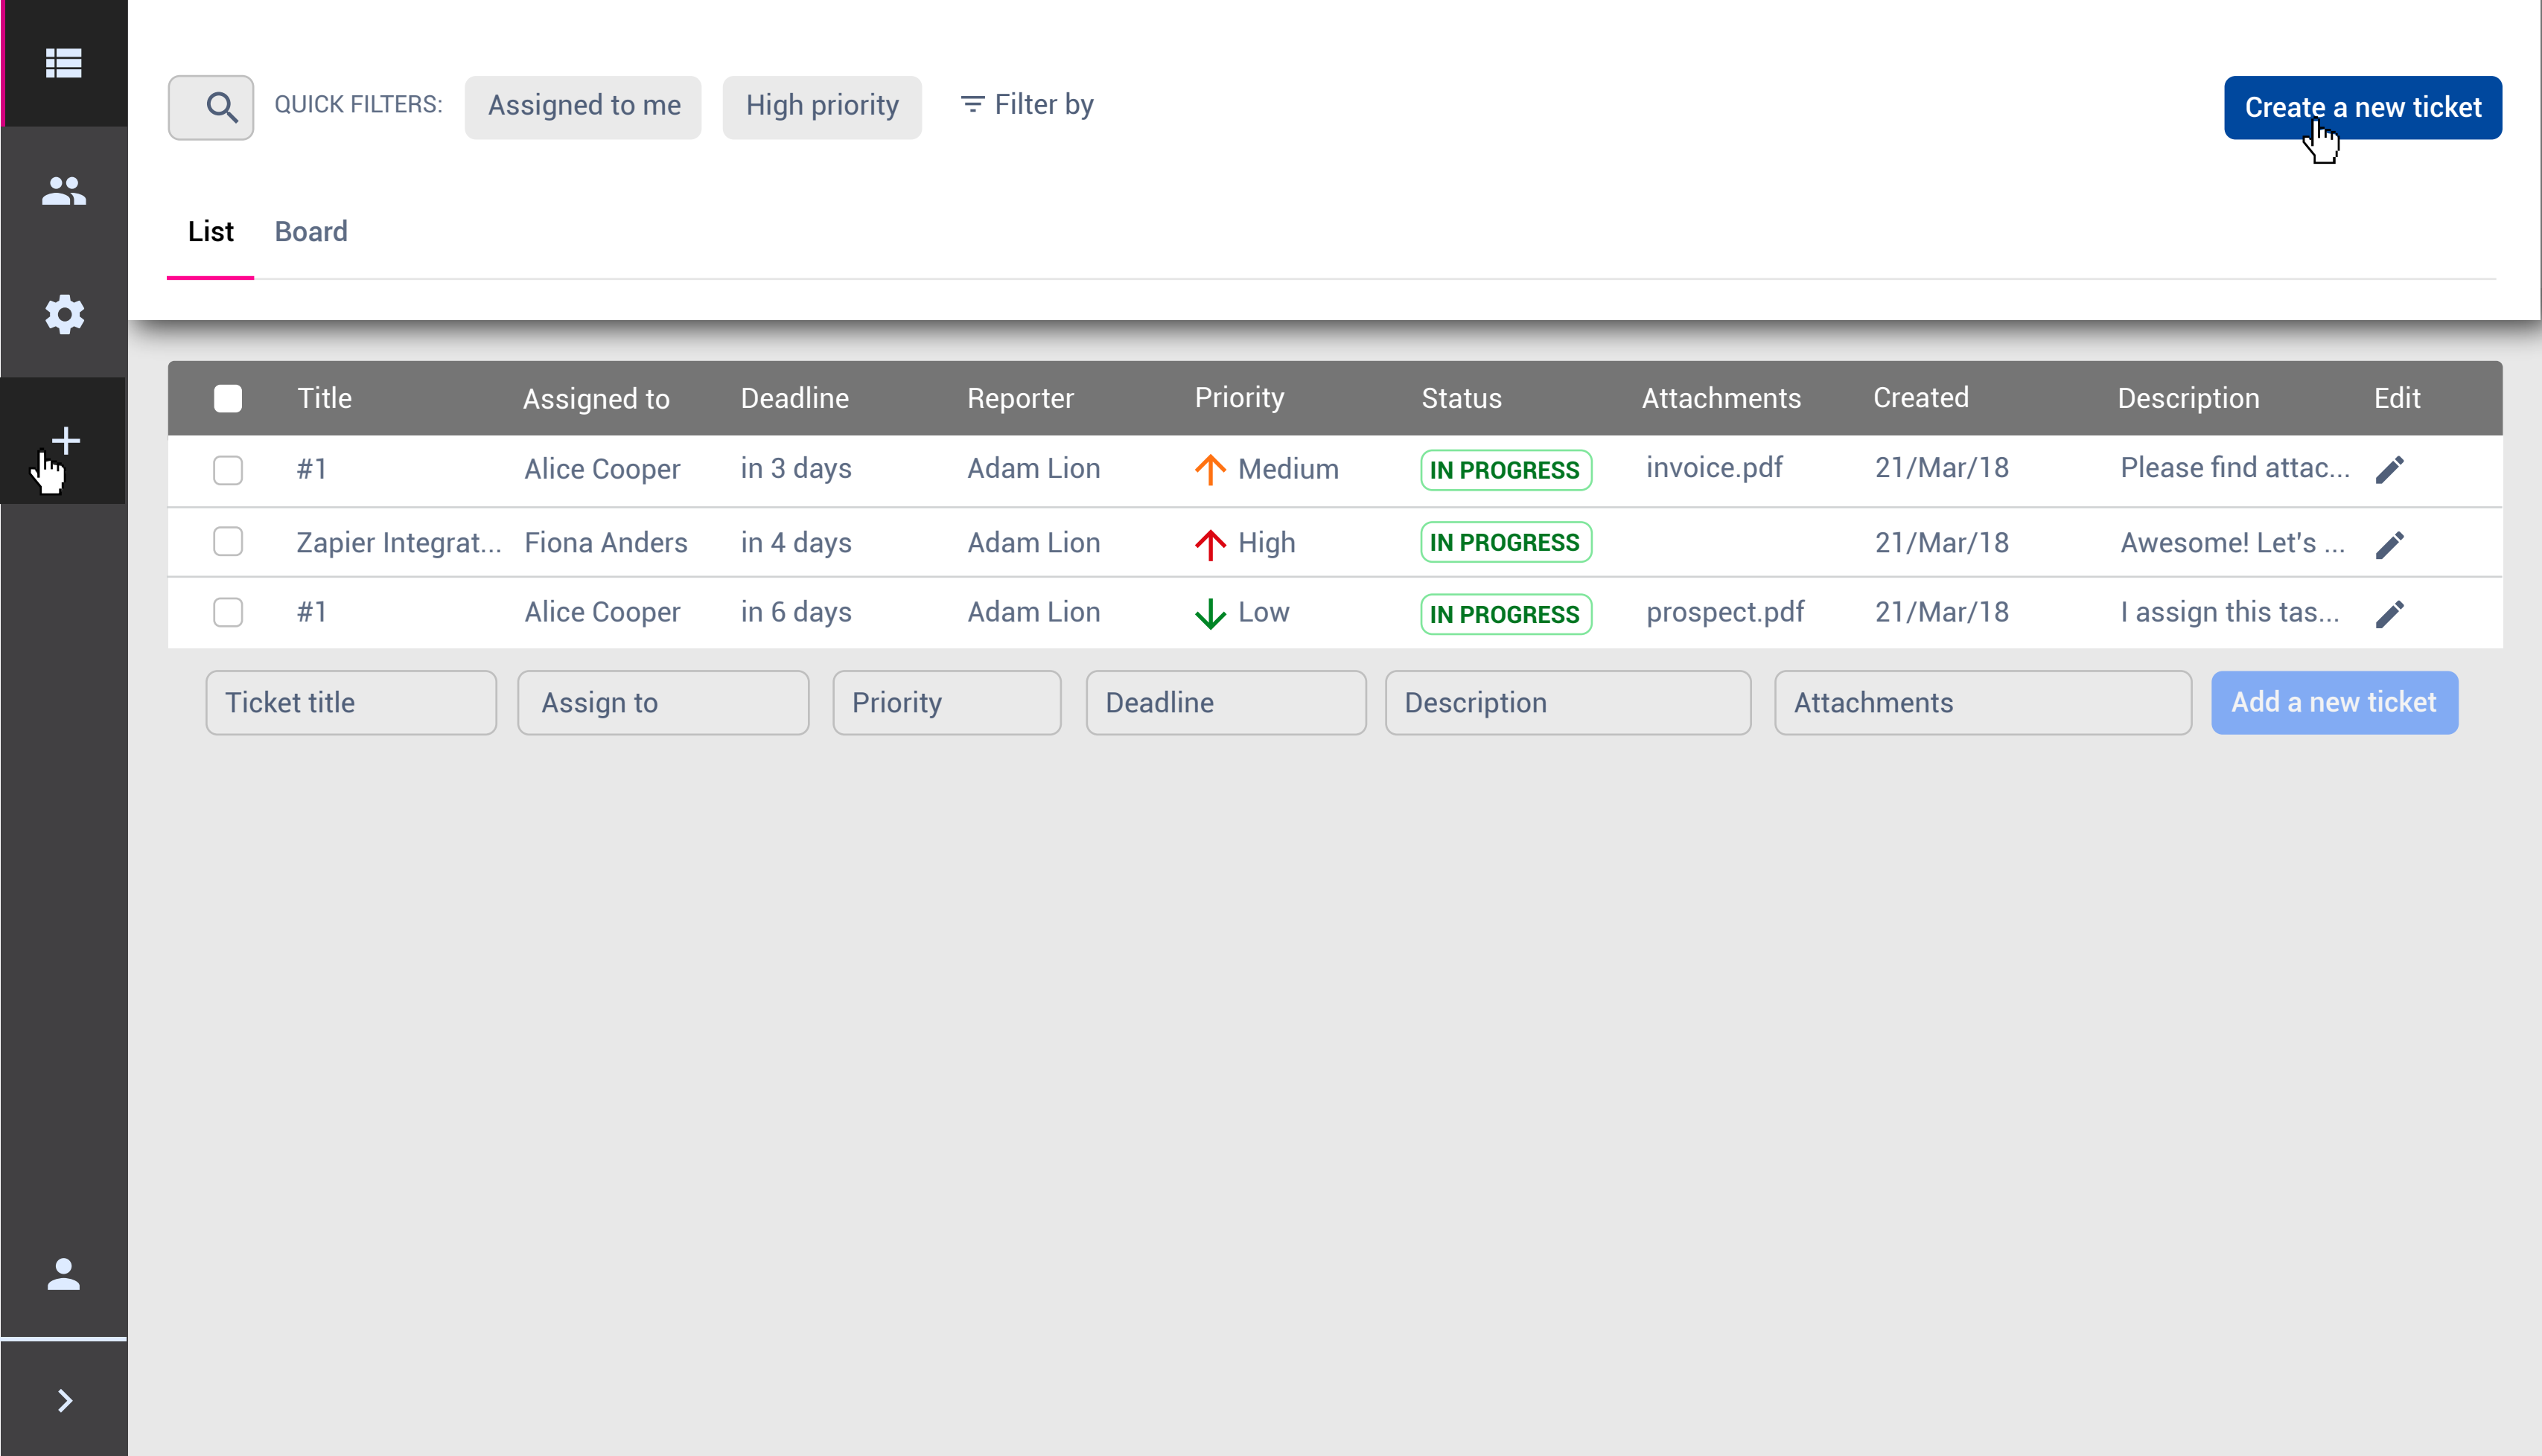 QUICK FILTERS: Assigned to me High priority Filter by Create a new ticket
List Board
Title Assigned to Deadline Reporter Priority Status Attachments Created Description Edit
#1 Alice Cooper in 3 days Adam Lion Medium IN PROGRESS invoice.pdf 21/Mar/18 Please find attac...
Zapier Integrat... Fiona Anders in 4 days Adam Lion High IN PROGRESS 21/Mar/18 Awesome! Let's ...
#1 Alice Cooper in 6 days Adam Lion Low IN PROGRESS prospect.pdf 21/Mar/18 I assign this tas...
Ticket title Assign to Priority Deadline Description Attachments Add a new ticket